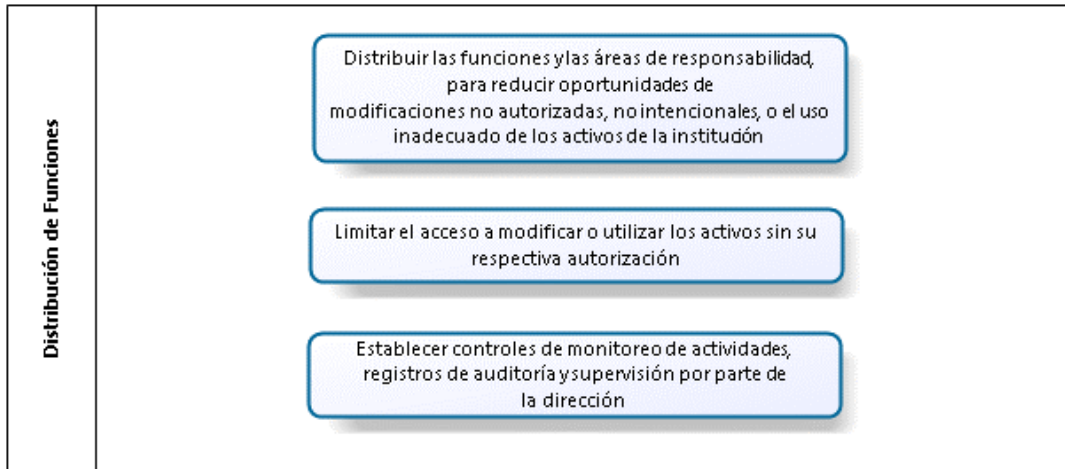 Distribución de Funciones
Distribuir las funciones y las áreas de responsabilidad,
para reducir oportunidades de
modificaciones no autorizadas, no intencionales, o el uso
inadecuado de los activos de la institución
Limitar el acceso a modificar o utilizar los activos sin su
respectiva autorización
Establecer controles de monitoreo de actividades,
registros de auditoría y supervisión por parte de
la dirección